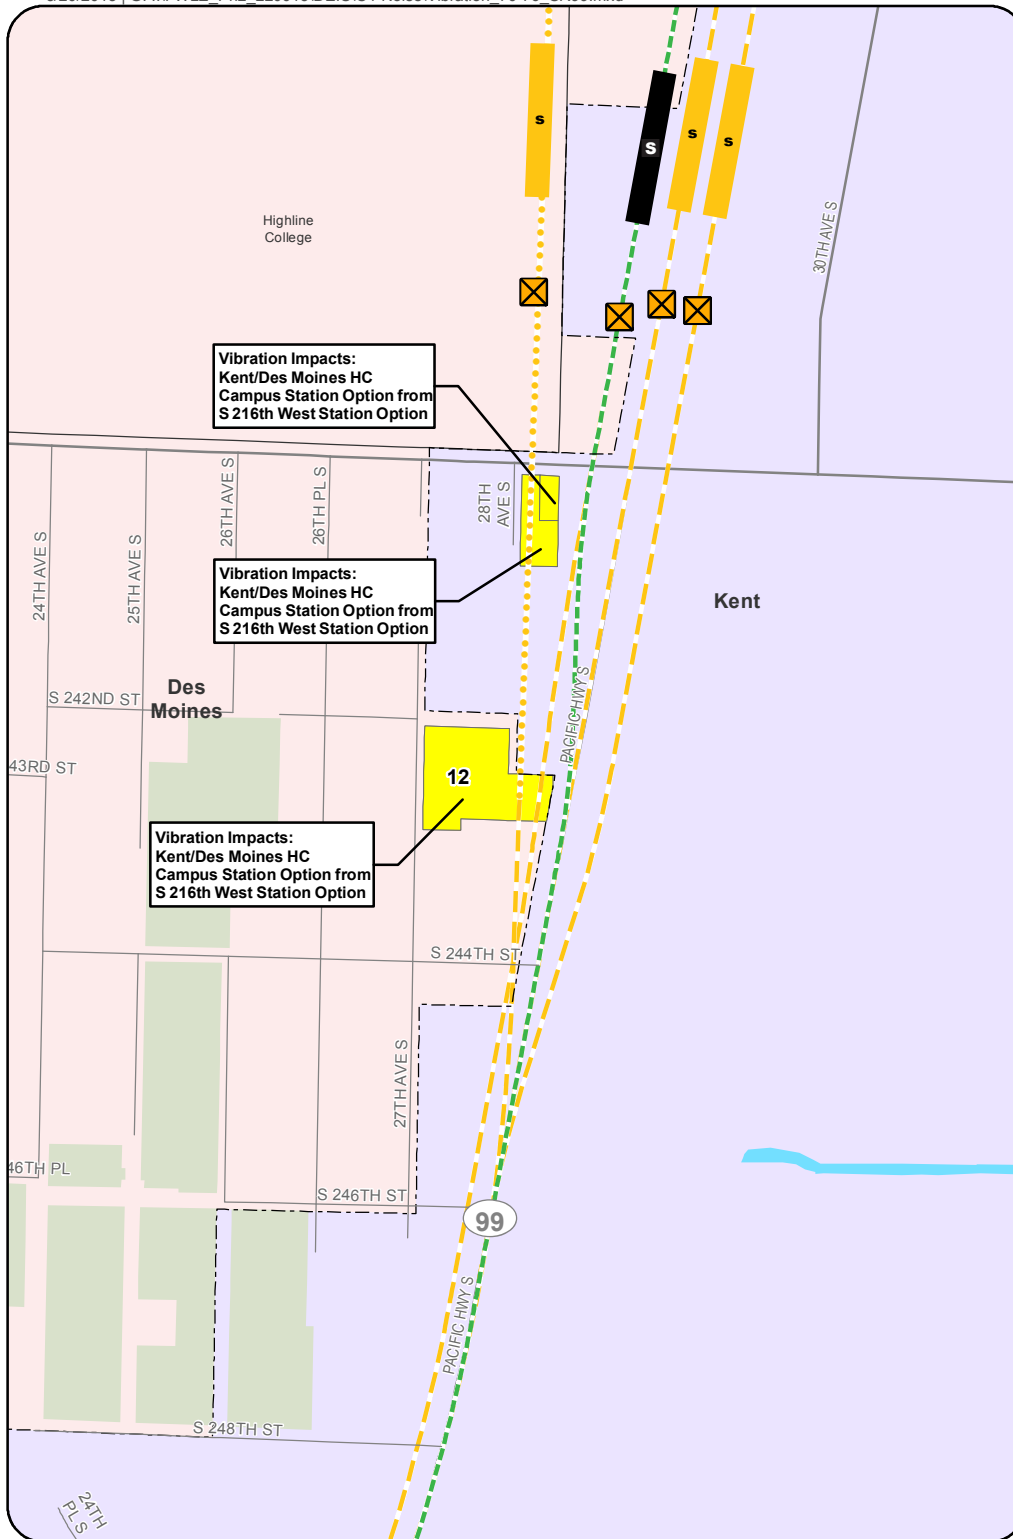 s
s
s
s
Highline
College
30TH AVE S
Vibration Impacts:
Kent/Des Moines HC
Campus Station Option from
S 216th West Station Option
24TH AVE S
25TH AVE S
26TH AVE S
26TH PL S
28TH
AVE S
Vibration Impacts:
Kent/Des Moines HC
Campus Station Option from
S 216th West Station Option
Kent
Des
Moines
S 242ND ST
PACIFIC HWY S
43RD ST
12
Vibration Impacts:
Kent/Des Moines HC
Campus Station Option from
S 216th West Station Option
S 244TH ST
27TH AVE S
46TH PL
S 246TH ST
99
PACIFIC HWY S
S 248TH ST
24TH
PL S